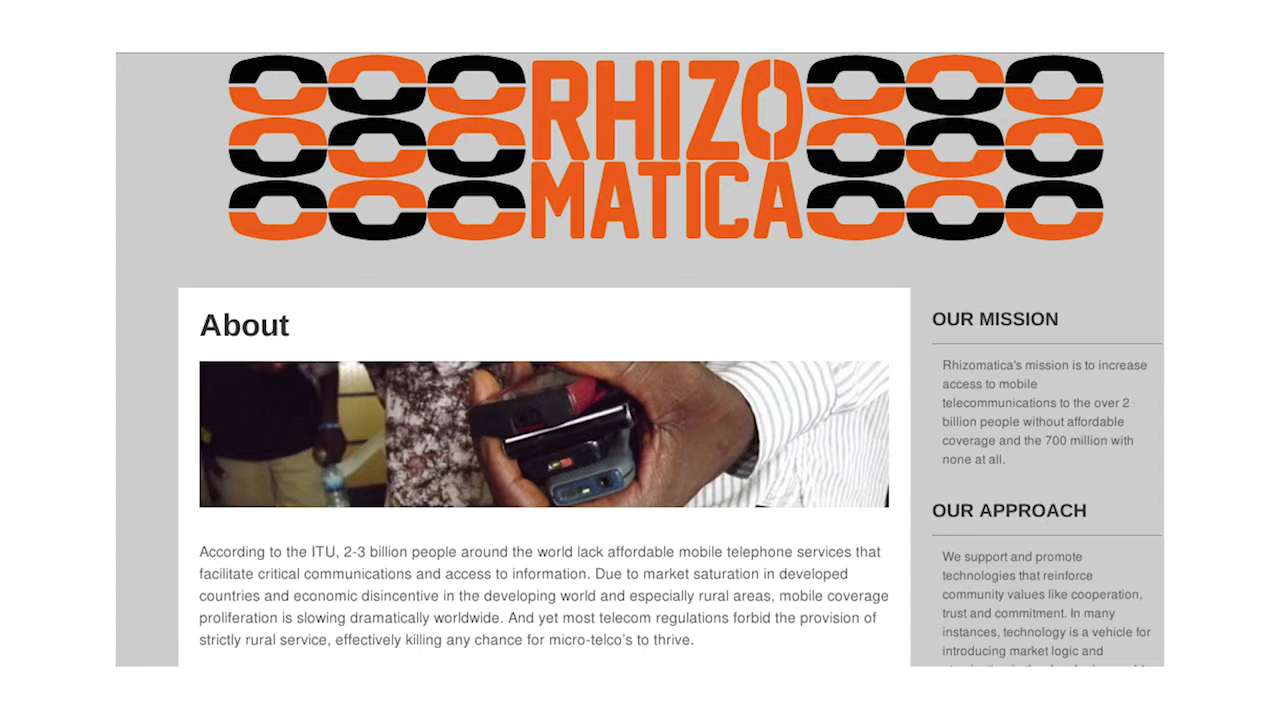 RHIZO
MATICA
About
According to the ITU, 2-3 billion people around the world lack affordable mobile telephone services that
facilitate critical communications and access to information. Due to market saturation in developed
countries and economic disincentive in the developing world and especially rural areas, mobile coverage
proliferation is slowing dramatically worldwide. And yet most telecom regulations forbid the provision of
strictly rural service, effectively killing any chance for micro-telco's to thrive.
OUR MISSION
Rhizomatica's mission is to increase
access to mobile
telecommunications to the over 2
billion people without affordable
coverage and the 700 million with
none at all.
OUR APPROACH
We support and promote
technologies that reinforce
community values like cooperation,
trust and commitment. In many
instances, technology is a vehicle for
introducing market logic and